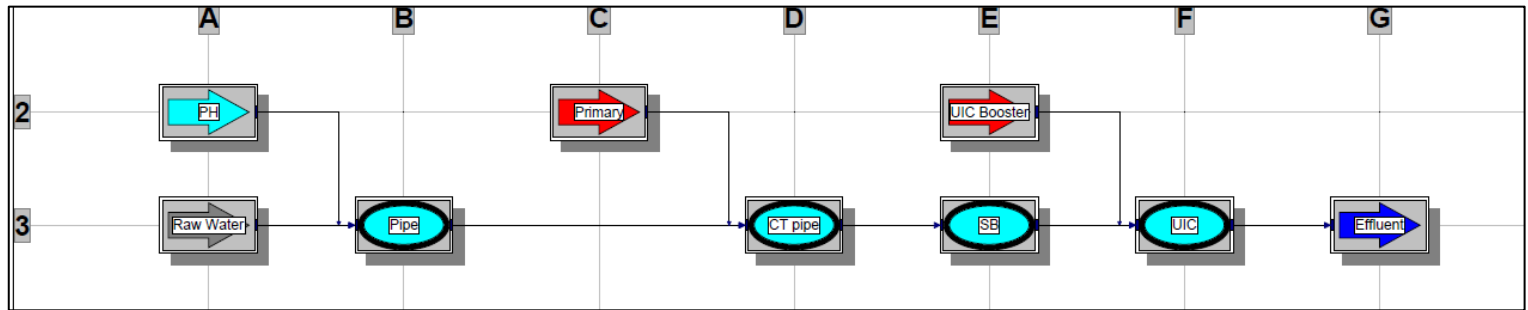 A B C D E F G
2 PH Primary UIC Booster
3 Raw Water Pipe CT pipe SB UIC Effluent